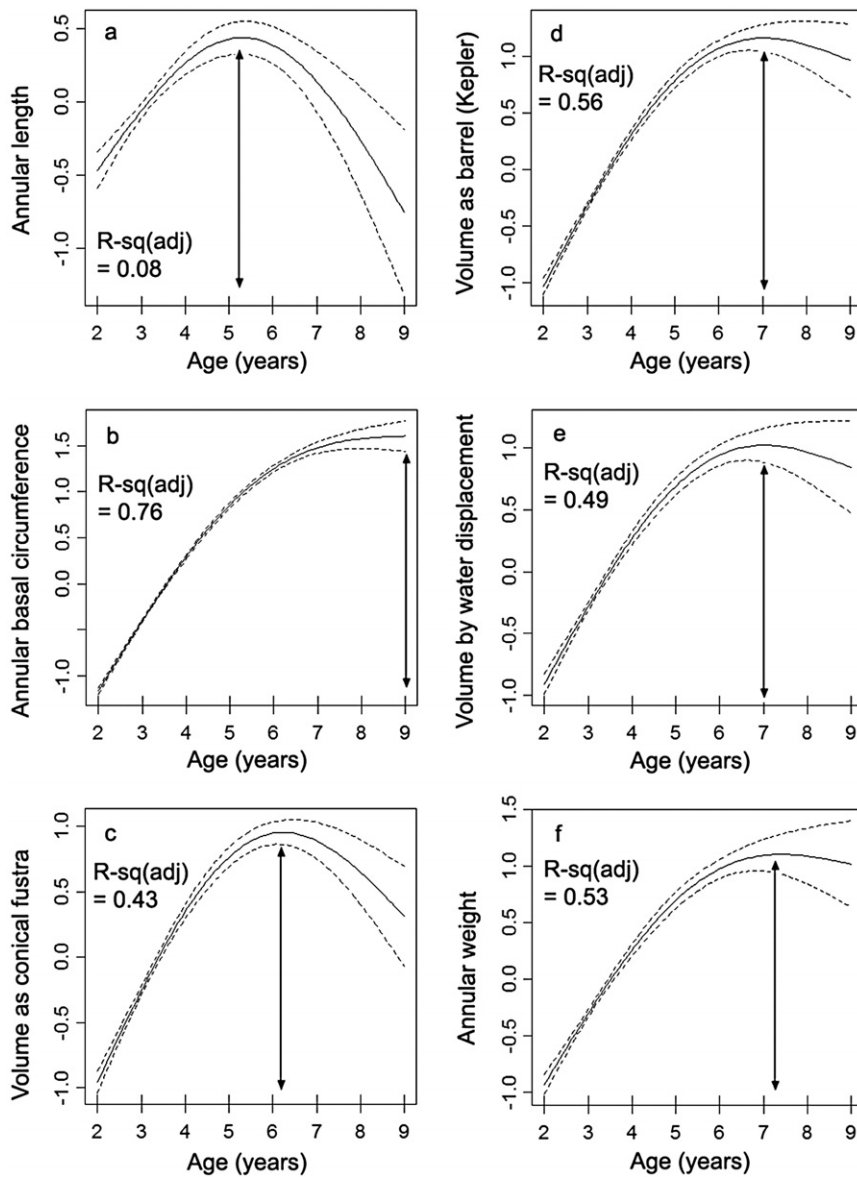 a
Annular length
0.5
0.0
-0.5
-1.0
R-sq(adj)
= 0.08
2 3 4 5 6 7 8 9
Age (years)
d
Volume as barrel (Kepler)
1.0
0.5
0.0
-0.5
-1.0
R-sq(adj)
= 0.56
2 3 4 5 6 7 8 9
Age (years)
b
Annular basal circumference
1.5
0.5
0.0
-1.0
R-sq(adj)
= 0.76
2 3 4 5 6 7 8 9
Age (years)
e
Volume by water displacement
1.0
0.5
0.0
-0.5
-1.0
R-sq(adj)
= 0.49
2 3 4 5 6 7 8 9
Age (years)
c
Volume as conical fustra
1.0
0.5
0.0
-0.5
-1.0
R-sq(adj)
= 0.43
2 3 4 5 6 7 8 9
Age (years)
f
Annular weight
1.5
1.0
0.5
0.0
-0.5
-1.0
R-sq(adj)
= 0.53
2 3 4 5 6 7 8 9
Age (years)